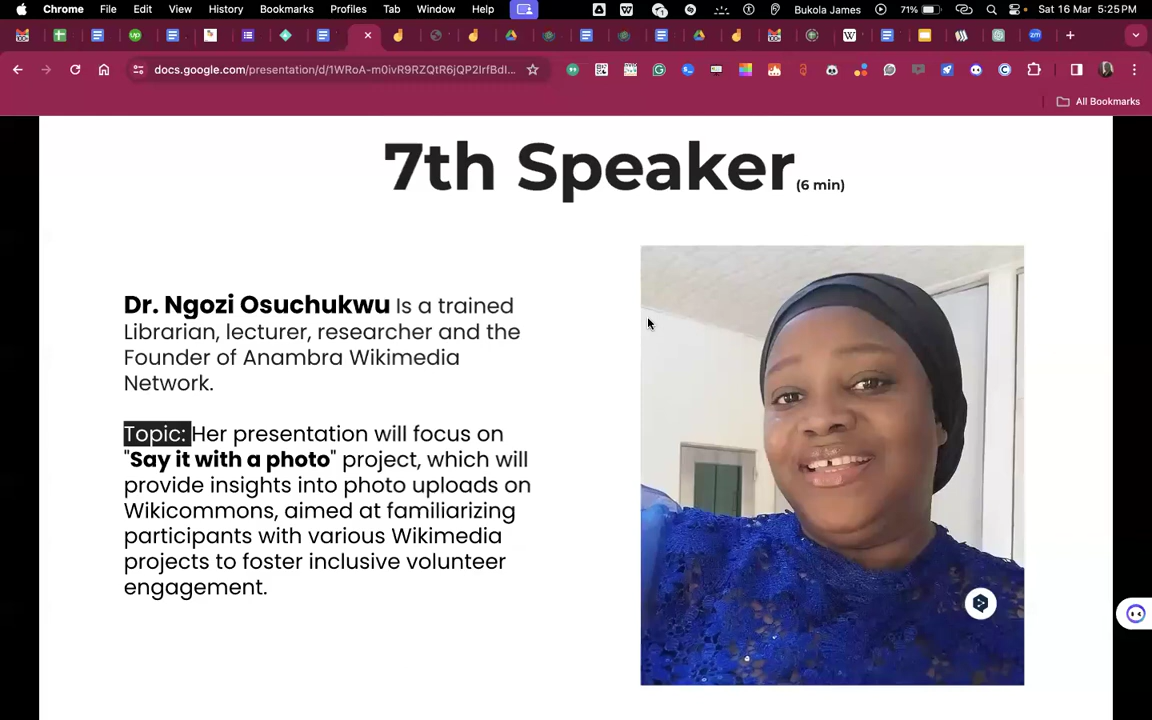 Chrome File Edit View History Bookmarks Profiles Tab Window Help Bukola James 71% Sat 16 Mar 5:25 PM
docs.google.com/presentation/d/1WRoA-m0ivR9RZQtR6jQP2IrfBdI...
All Bookmarks
7th Speaker (6 min)
Dr. Ngozi Osuchukwu Is a trained
Librarian, lecturer, researcher and the
Founder of Anambra Wikimedia
Network.
Topic: Her presentation will focus on
"Say it with a photo" project, which will
provide insights into photo uploads on
Wikicommons, aimed at familiarizing
participants with various Wikimedia
projects to foster inclusive volunteer
engagement.